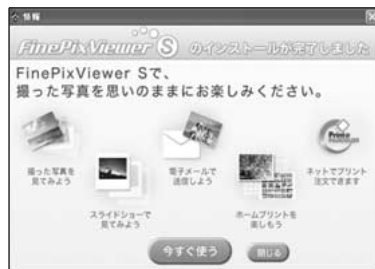 情報
FinePixViewer S のインストールが完了しました
FinePixViewer Sで、
撮った写真を思いのままにお楽しみください。
撮った写真を
見てみよう
スライドショーで
見てみよう
電子メールで
送信しよう
ホームプリントを
楽しもう
ネットでプリント
注文できます
今すぐ使う
閉じる